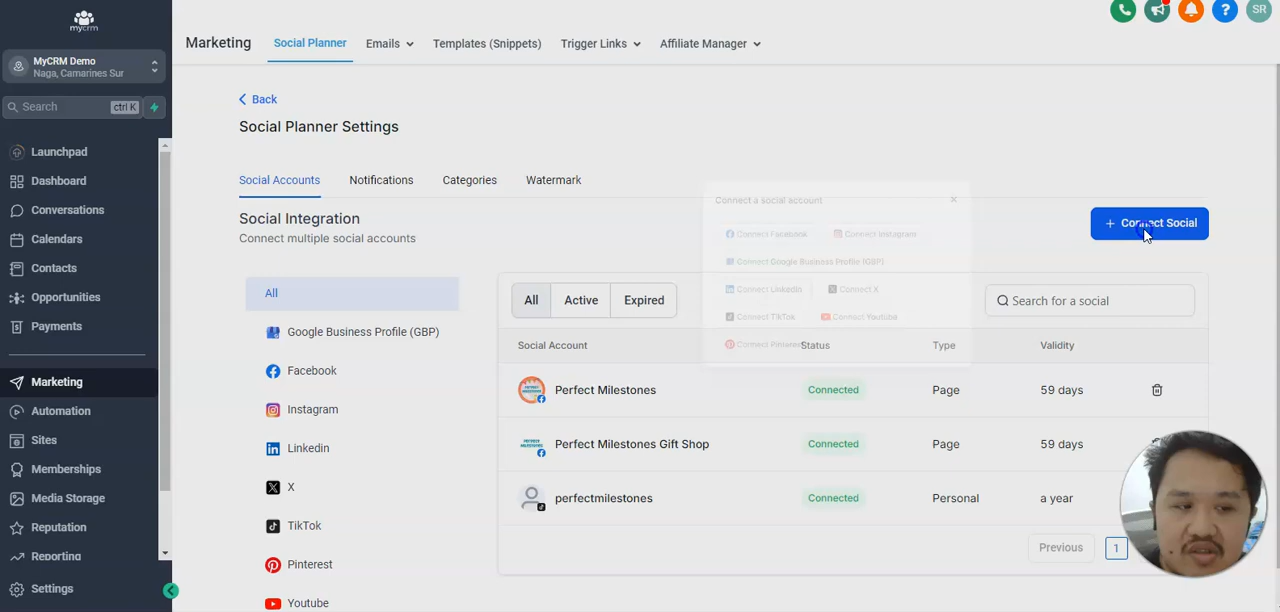 mycrm
MyCRM Demo
Naga, Camarines Sur
Search
ctrl K
Launchpad
Dashboard
Conversations
Calendars
Contacts
Opportunities
Payments
Marketing
Automation
Sites
Memberships
Media Storage
Reputation
Reporting
Settings
Marketing
Social Planner
Emails
Templates (Snippets)
Trigger Links
Affiliate Manager
SR
Back
Social Planner Settings
Social Accounts
Notifications
Categories
Watermark
Social Integration
Connect multiple social accounts
+ Connect Social
Connect a social account
Connect Facebook
Connect Instagram
Connect Google Business Profile (GBP)
Connect LinkedIn
Connect X
Connect TikTok
Connect Youtube
Connect Pinterest
All
Google Business Profile (GBP)
Facebook
Instagram
Linkedin
X
TikTok
Pinterest
Youtube
All
Active
Expired
Search for a social
Social Account
Status
Type
Validity
Perfect Milestones
Connected
Page
59 days
Perfect Milestones Gift Shop
Connected
Page
59 days
perfectmilestones
Connected
Personal
a year
Previous
1